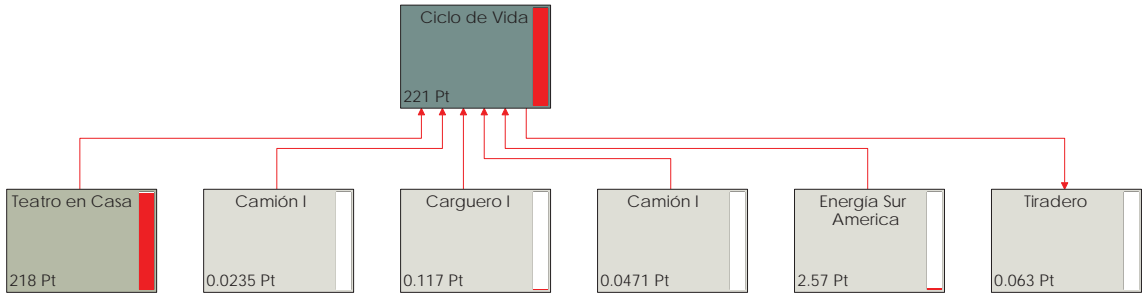 Ciclo de Vida
221 Pt
Teatro en Casa
218 Pt
Camión I
0.0235 Pt
Carguero I
0.117 Pt
Camión I
0.0471 Pt
Energía Sur
America
2.57 Pt
Tiradero
0.063 Pt